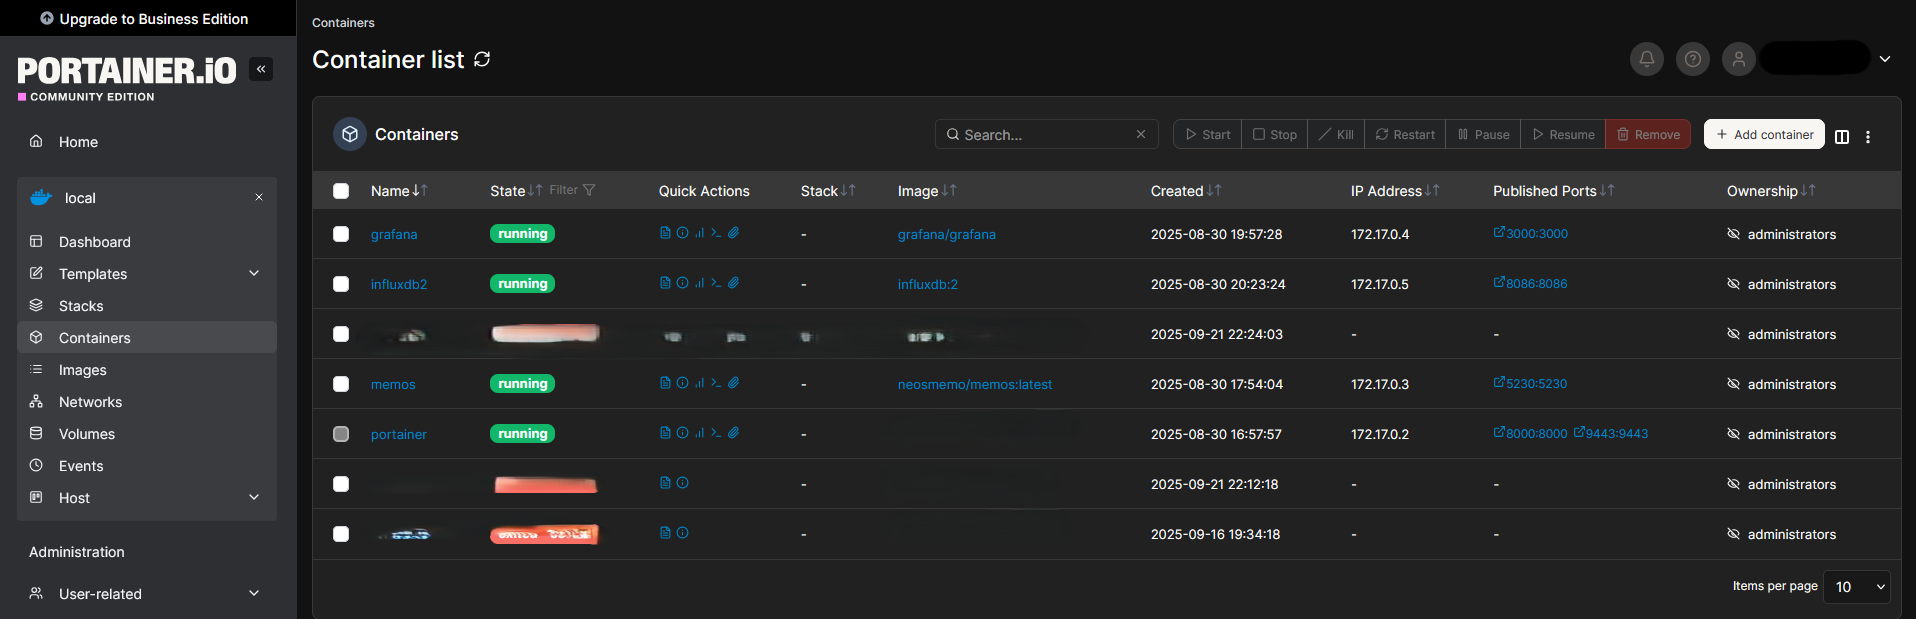 Upgrade to Business Edition
PORTAINER.iO
COMMUNITY EDITION
Home
local
Dashboard
Templates
Stacks
Containers
Images
Networks
Volumes
Events
Host
Administration
User-related
Containers
Container list
Containers
Search...
Start Stop Kill Restart Pause Resume Remove
Add container
Name State Filter Quick Actions Stack Image Created IP Address Published Ports Ownership
grafana running - grafana/grafana 2025-08-30 19:57:28 172.17.0.4 3000:3000 administrators
influxdb2 running - influxdb:2 2025-08-30 20:23:24 172.17.0.5 8086:8086 administrators
2025-09-21 22:24:03 - - administrators
memos running - neosmemo/memos:latest 2025-08-30 17:54:04 172.17.0.3 5230:5230 administrators
portainer running - 2025-08-30 16:57:57 172.17.0.2 8000:8000 9443:9443 administrators
- 2025-09-21 22:12:18 - - administrators
- 2025-09-16 19:34:18 - - administrators
Items per page 10